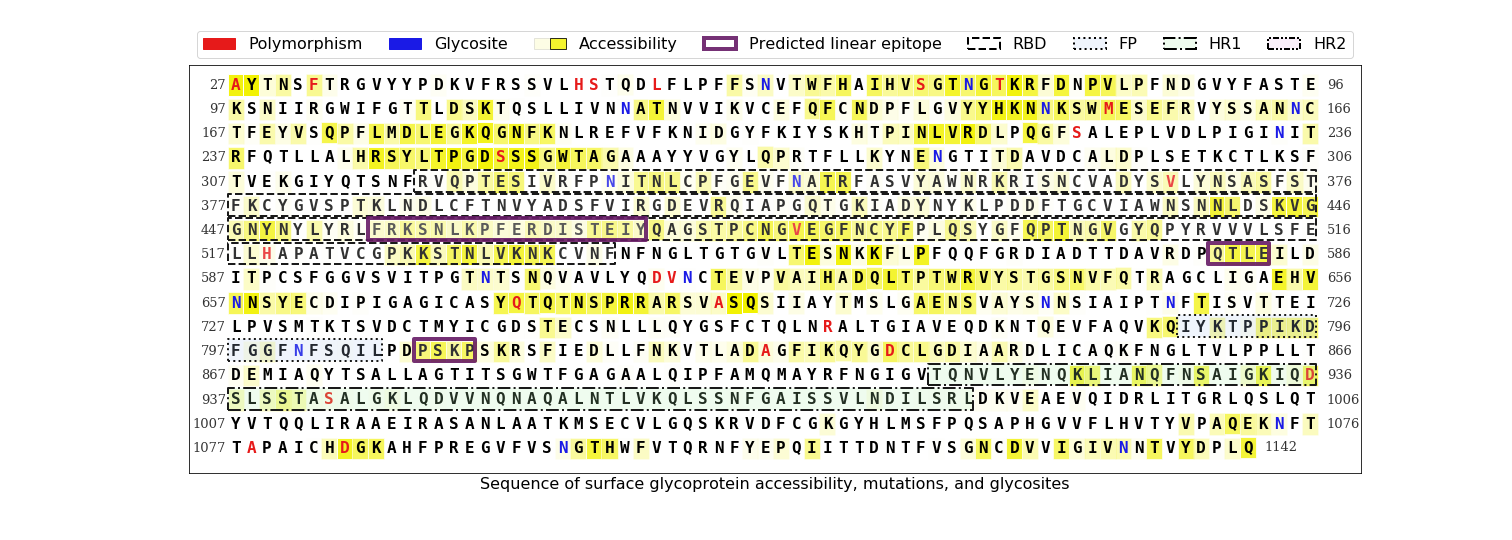 Polymorphism Glycosite Accessibility Predicted linear epitope RBD FP HR1 HR2
27 AYTNSFTRGVYYPDKVFRSSVLHSTQDLFLPFFSNVTWFHAIHVSGTNGTKRFDNPVLPFNDGVYFASTE 96
97 KSNIIRGWIFGTTLDSKTQSLLIVNNATNVVIKVCEFQFCNDPFLGVYYHKNNKSWMESEFRVYSSANNC 166
167 TFEYVSQPFLMDLEGKQGNFKNLREFVFKNIDGYFKIYSKHTPINLVRDLPQGFSALEPLVDLPIGINIT 236
237 RFQTLLALHRSYLTPGDSSSGWTAGAAAYYVGYLQPRTFLLKYNENGTITDAVDCALDPLSETKCTLKSF 306
307 TVEKGIYQTSNFRVQPTESIVRFPNITNLCPFGEVFNATRFASVYAWNRKRISNCVADYSVLYNSASFST 376
377 FKCYGVSPTKLNDLCFTNVYADSFVIRGDEVRQIAPGQTGKIADYNYKLPDDFTGCVIAWNSNNLDSKVG 446
447 GNYNYLYRLFRKSNLKPFERDISTEIYQAGSTPCNGVEGFNCYFPLQSYGFQPTNGVGYQPYRVVVLSFE 516
517 LLHAPATVCGPKKSTNLVKNKCVNFNFNGLTGTGVLTESNKKFLPFQQFGRDIADTTDAVRDPQTLEILD 586
587 ITPCSFGGVSVITPGTNTSNQVAVLYQDVNCTEVPVAIHADQLTPTWRVYSTGSNVFQTRAGCLIGAEHV 656
657 NNSYECDIPIGAGICASYQTQTNSPRRARSVASQSIIAYTMSLGAENSVAYSNNSIAIPTNFTISVTTEI 726
727 LPVSMTKTSVDCTMYICGDSTECSNLLLQYGSFCTQLNRALTGIAVEQDKNTQEVFAQVKQIYKTPPIKD 796
797 FGGFNFSQILPDPSKPSKRSFIEDLLFNKVTLADAGFIKQYGDCLGDIAARDLICAQKFNGLTVLPPLLT 866
867 DEMIAQYTSALLAGTITSGWTFGAGAALQIPFAMQMAYRFNGIGVTQNVLYENQKLIANQFNSAIGKIQD 936
937 SLSSTASALGKLQDVVNQNAQALNTLVKQLSSNFGAISSVLNDILSRLDKVEAEVQIDRLITGRLQSLQT 1006
1007 YVTQQLIRAAEIRASANLAATKMSECVLGQSKRVDFCGKGYHLMSFPQSAPHGVVFLHVTYVPAQEKNFT 1076
1077 TAPAICHDGKAHFPREGVFVSNGTHWFVTQRNFYEPQIITTDNTFVSGNCDVVIGIVNNTVYDPLQ 1142
Sequence of surface glycoprotein accessibility, mutations, and glycosites